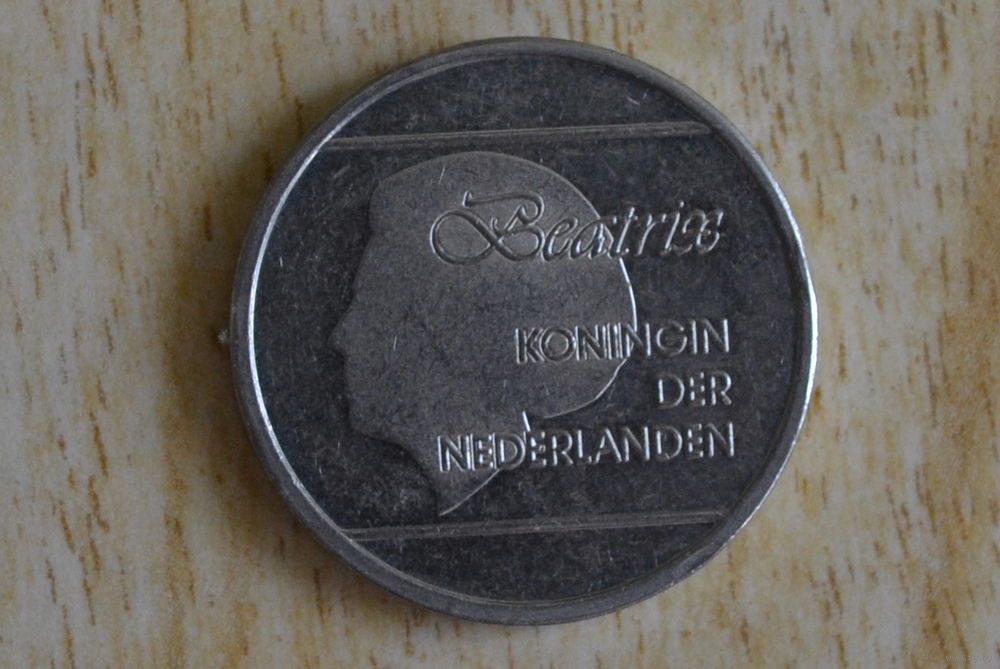 Beatrix
KONINGIN
DER
NEDERLANDEN